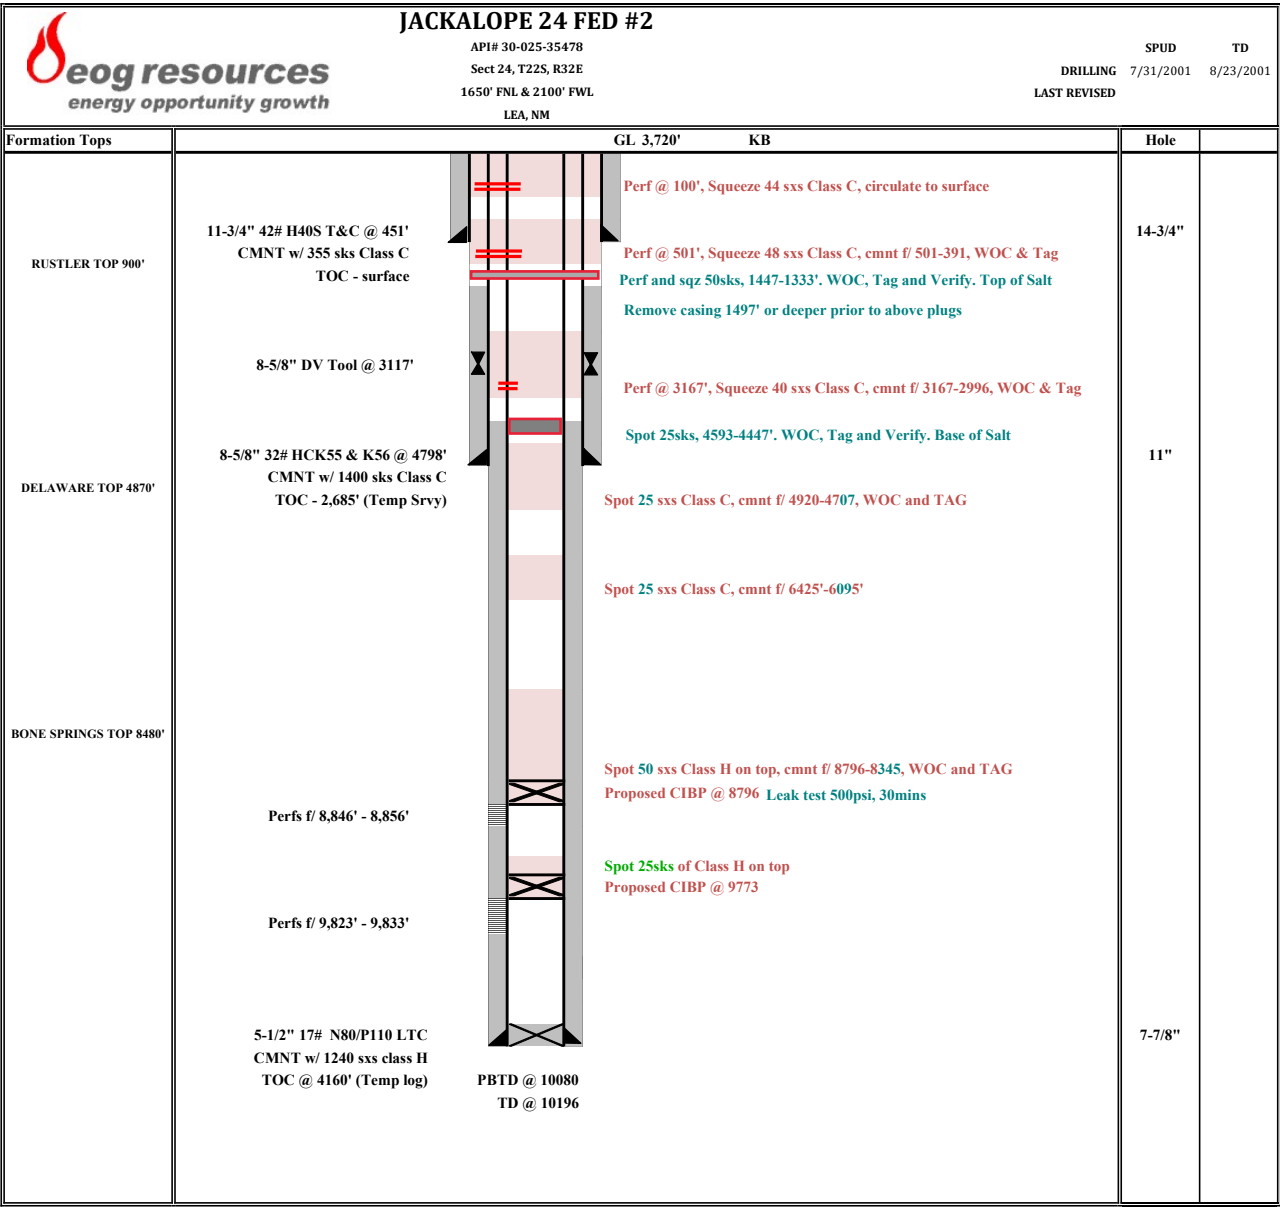 JACKALOPE 24 FED #2
eog resources
energy opportunity growth
API# 30-025-35478
Sect 24, T22S, R32E
1650' FNL & 2100' FWL
LEA, NM
SPUD TD
DRILLING 7/31/2001 8/23/2001
LAST REVISED
Formation Tops GL 3,720' KB Hole
Perf @ 100', Squeeze 44 sxs Class C, circulate to surface
11-3/4" 42# H40S T&C @ 451' 14-3/4"
CMNT w/ 355 sks Class C Perf @ 501', Squeeze 48 sxs Class C, cmnt f/ 501-391, WOC & Tag
RUSTLER TOP 900'
TOC - surface Perf and sqz 50sks, 1447-1333'. WOC, Tag and Verify. Top of Salt
Remove casing 1497' or deeper prior to above plugs
8-5/8" DV Tool @ 3117'
Perf @ 3167', Squeeze 40 sxs Class C, cmnt f/ 3167-2996, WOC & Tag
Spot 25sks, 4593-4447'. WOC, Tag and Verify. Base of Salt
8-5/8" 32# HCK55 & K56 @ 4798' 11"
CMNT w/ 1400 sks Class C
DELAWARE TOP 4870'
TOC - 2,685' (Temp Srvy) Spot 25 sxs Class C, cmnt f/ 4920-4707, WOC and TAG
Spot 25 sxs Class C, cmnt f/ 6425'-6095'
BONE SPRINGS TOP 8480'
Spot 50 sxs Class H on top, cmnt f/ 8796-8345, WOC and TAG
Proposed CIBP @ 8796 Leak test 500psi, 30mins
Perfs f/ 8,846' - 8,856'
Spot 25sks of Class H on top
Proposed CIBP @ 9773
Perfs f/ 9,823' - 9,833'
5-1/2" 17# N80/P110 LTC 7-7/8"
CMNT w/ 1240 sxs class H
TOC @ 4160' (Temp log) PBTD @ 10080
TD @ 10196